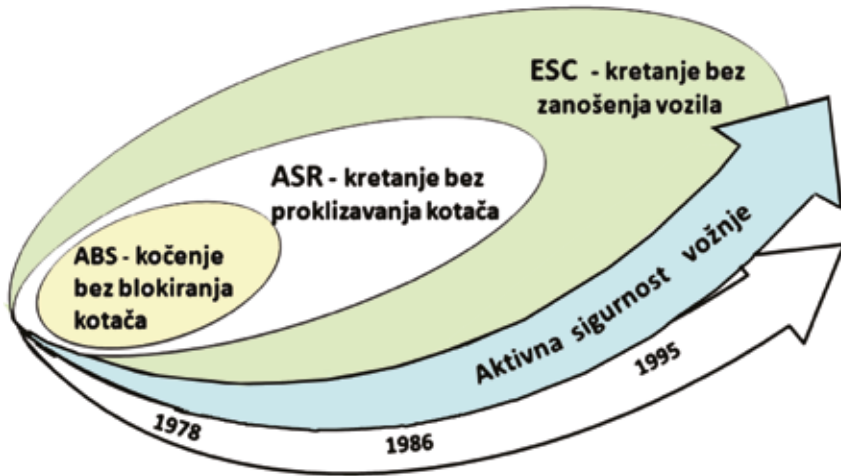 ESC - kretanje bez
zanošenja vozila
ASR - kretanje bez
proklizavanja kotača
ABS - kočenje
bez blokiranja
kotača
Aktivna sigurnost vožnje
1978
1986
1995